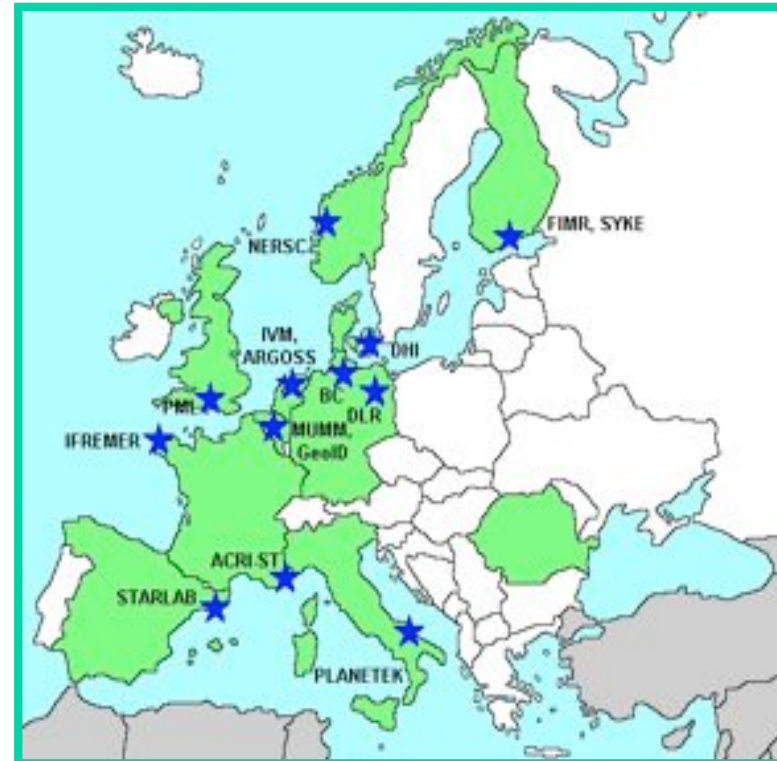 NERSC
FIMR, SYKE
IVM,
ARGOSS
DHI
BC
DLR
PML
IFREMER
MUMM,
GeoID
ACRI.ST
STARLAB
PLANETEK